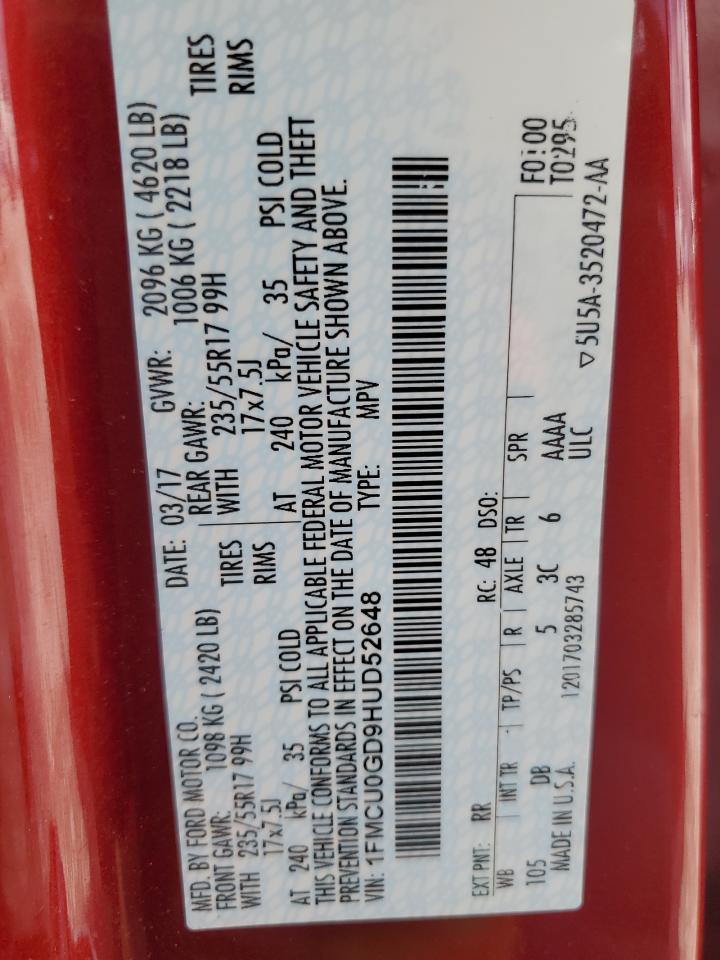 MFD. BY FORD MOTOR CO.
DATE: 03/17 GVWR: 2096 KG ( 4620 LB)
FRONT GAWR: 1098 KG ( 2420 LB)
REAR GAWR: 1006 KG ( 2218 LB)
WITH 235/55R17 99H TIRES
WITH 235/55R17 99H TIRES
17x7.5J RIMS
17x7.5J RIMS
AT 240 kPa/ 35 PSI COLD
AT 240 kPa/ 35 PSI COLD
THIS VEHICLE CONFORMS TO ALL APPLICABLE FEDERAL MOTOR VEHICLE SAFETY AND THEFT
PREVENTION STANDARDS IN EFFECT ON THE DATE OF MANUFACTURE SHOWN ABOVE.
VIN: 1FMCU0GD9HUD52648 TYPE: MPV
EXT PNT: RR RC: 48 DSO: F0100
WB INT TR TP/PS R AXLE TR SPR T0295
105 DB 5 3C 6 AAAA
MADE IN U.S.A. 1201703285743 ULC ▽ 5U5A-3520472-AA